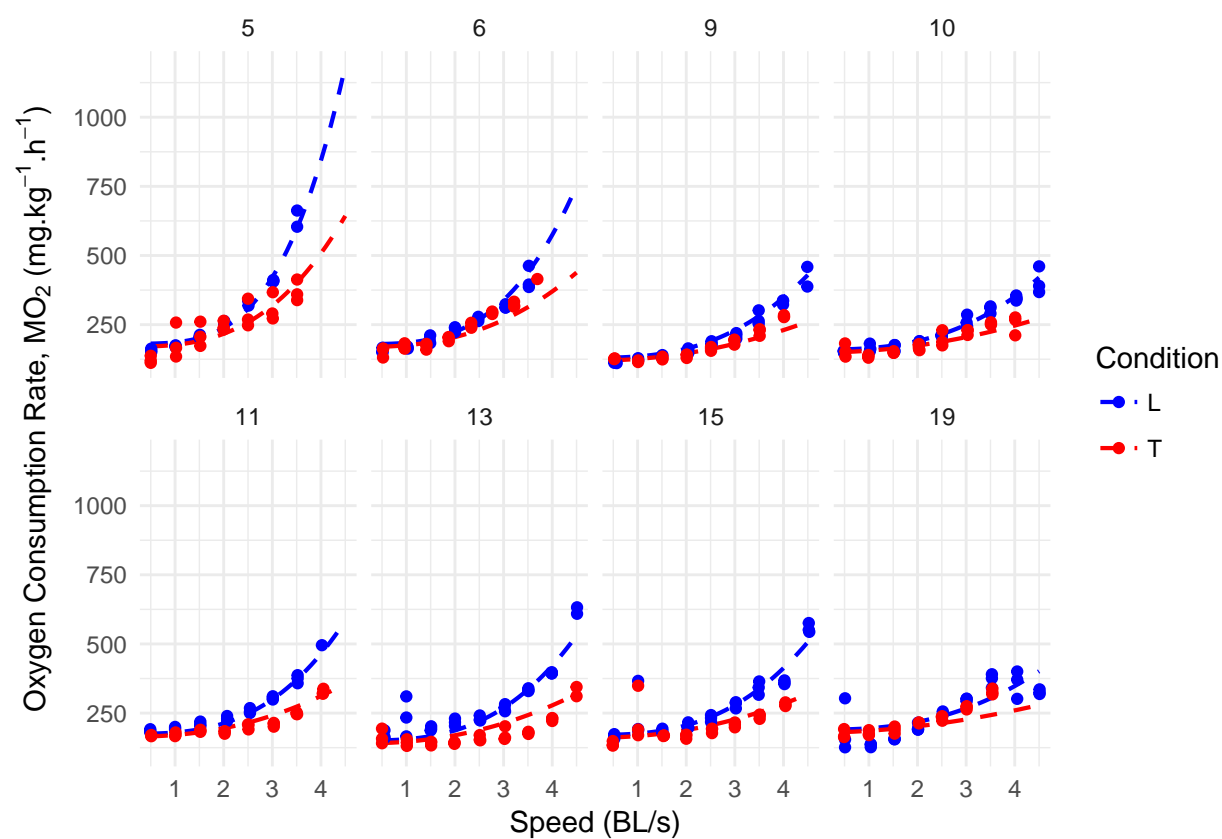 5 6 9 10
1000
750
500
250
11 13 15 19
1000
750
500
250
1 2 3 4 1 2 3 4 1 2 3 4 1 2 3 4
Speed (BL/s)
Oxygen Consumption Rate, MO₂ (mg.kg⁻¹.h⁻¹)
Condition
L
T